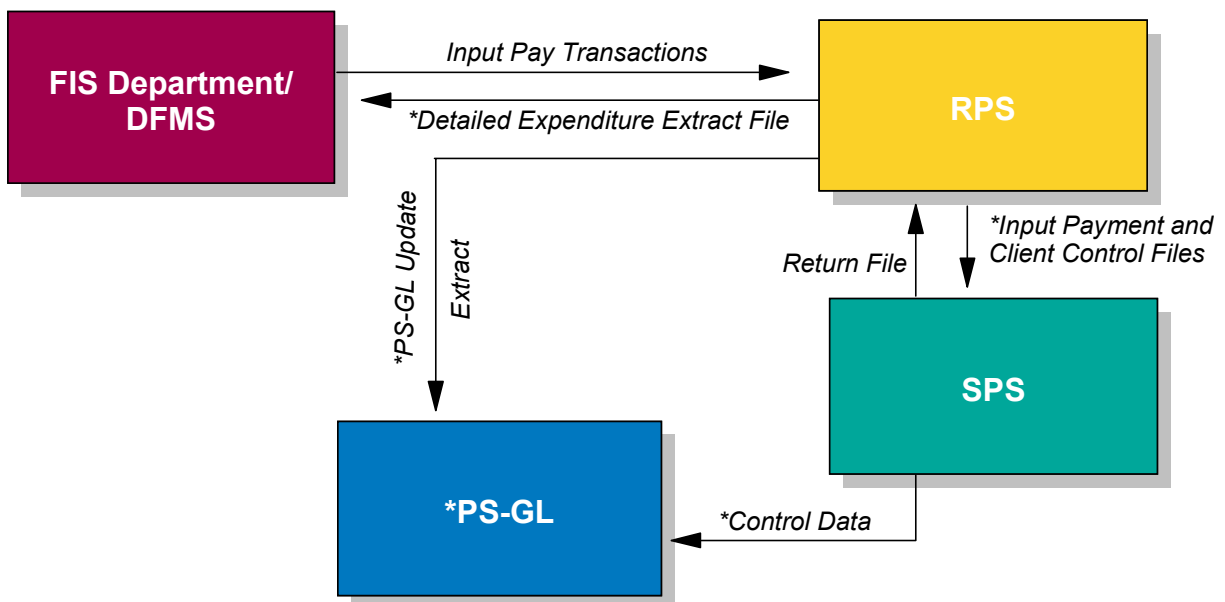 FIS Department/
DFMS
Input Pay Transactions
*Detailed Expenditure Extract File
RPS
*PS-GL Update
Extract
Return File
*Input Payment and
Client Control Files
SPS
*PS-GL
*Control Data